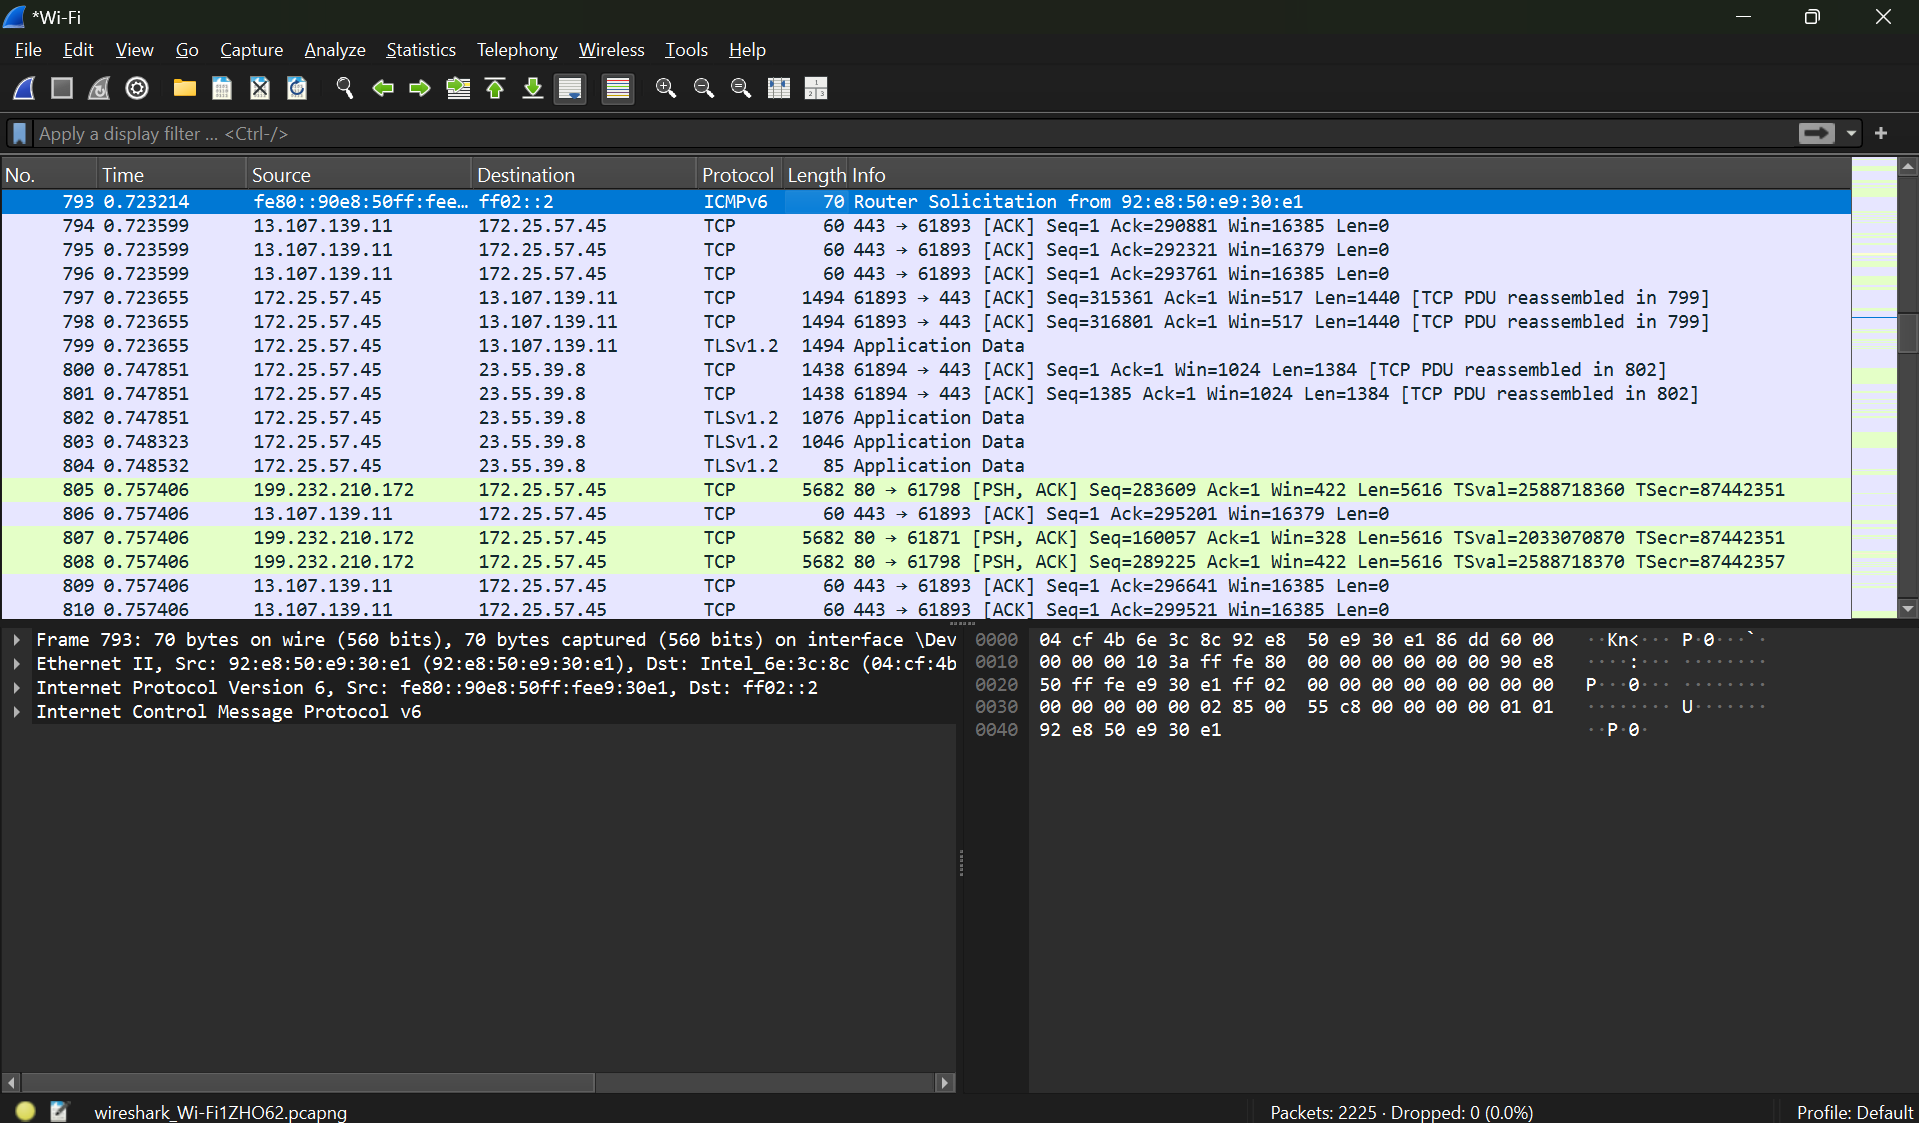 *Wi-Fi
File Edit View Go Capture Analyze Statistics Telephony Wireless Tools Help
Apply a display filter ... <Ctrl-/>
No. Time Source Destination Protocol Length Info
793 0.723214 fe80::90e8:50ff:fee… ff02::2 ICMPv6 70 Router Solicitation from 92:e8:50:e9:30:e1
794 0.723599 13.107.139.11 172.25.57.45 TCP 60 443 → 61893 [ACK] Seq=1 Ack=290881 Win=16385 Len=0
795 0.723599 13.107.139.11 172.25.57.45 TCP 60 443 → 61893 [ACK] Seq=1 Ack=292321 Win=16379 Len=0
796 0.723599 13.107.139.11 172.25.57.45 TCP 60 443 → 61893 [ACK] Seq=1 Ack=293761 Win=16385 Len=0
797 0.723655 172.25.57.45 13.107.139.11 TCP 1494 61893 → 443 [ACK] Seq=315361 Ack=1 Win=517 Len=1440 [TCP PDU reassembled in 799]
798 0.723655 172.25.57.45 13.107.139.11 TCP 1494 61893 → 443 [ACK] Seq=316801 Ack=1 Win=517 Len=1440 [TCP PDU reassembled in 799]
799 0.723655 172.25.57.45 13.107.139.11 TLSv1.2 1494 Application Data
800 0.747851 172.25.57.45 23.55.39.8 TCP 1438 61894 → 443 [ACK] Seq=1 Ack=1 Win=1024 Len=1384 [TCP PDU reassembled in 802]
801 0.747851 172.25.57.45 23.55.39.8 TCP 1438 61894 → 443 [ACK] Seq=1385 Ack=1 Win=1024 Len=1384 [TCP PDU reassembled in 802]
802 0.747851 172.25.57.45 23.55.39.8 TLSv1.2 1076 Application Data
803 0.748323 172.25.57.45 23.55.39.8 TLSv1.2 1046 Application Data
804 0.748532 172.25.57.45 23.55.39.8 TLSv1.2 85 Application Data
805 0.757406 199.232.210.172 172.25.57.45 TCP 5682 80 → 61798 [PSH, ACK] Seq=283609 Ack=1 Win=422 Len=5616 TSval=2588718360 TSecr=87442351
806 0.757406 13.107.139.11 172.25.57.45 TCP 60 443 → 61893 [ACK] Seq=1 Ack=295201 Win=16379 Len=0
807 0.757406 199.232.210.172 172.25.57.45 TCP 5682 80 → 61871 [PSH, ACK] Seq=160057 Ack=1 Win=328 Len=5616 TSval=2033070870 TSecr=87442351
808 0.757406 199.232.210.172 172.25.57.45 TCP 5682 80 → 61798 [PSH, ACK] Seq=289225 Ack=1 Win=422 Len=5616 TSval=2588718370 TSecr=87442357
809 0.757406 13.107.139.11 172.25.57.45 TCP 60 443 → 61893 [ACK] Seq=1 Ack=296641 Win=16385 Len=0
810 0.757406 13.107.139.11 172.25.57.45 TCP 60 443 → 61893 [ACK] Seq=1 Ack=299521 Win=16385 Len=0
Frame 793: 70 bytes on wire (560 bits), 70 bytes captured (560 bits) on interface \Dev
Ethernet II, Src: 92:e8:50:e9:30:e1 (92:e8:50:e9:30:e1), Dst: Intel_6e:3c:8c (04:cf:4b
Internet Protocol Version 6, Src: fe80::90e8:50ff:fee9:30e1, Dst: ff02::2
Internet Control Message Protocol v6
0000 04 cf 4b 6e 3c 8c 92 e8 50 e9 30 e1 86 dd 60 00 ··Kn<··· P·0···`·
0010 00 00 00 10 3a ff fe 80 00 00 00 00 00 00 90 e8 ····:··· ········
0020 50 ff fe e9 30 e1 ff 02 00 00 00 00 00 00 00 00 P···0··· ········
0030 00 00 00 00 00 02 85 00 55 c8 00 00 00 00 01 01 ········ U·······
0040 92 e8 50 e9 30 e1 ··P·0·
wireshark_Wi-Fi1ZHO62.pcapng Packets: 2225 · Dropped: 0 (0.0%) Profile: Default